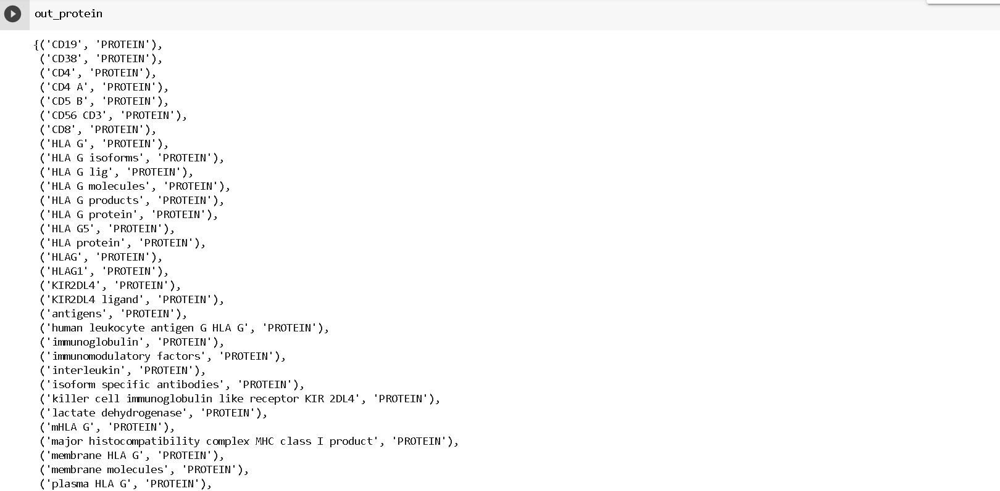 out_protein
{('CD19', 'PROTEIN'),
('CD38', 'PROTEIN'),
('CD4', 'PROTEIN'),
('CD4 A', 'PROTEIN'),
('CD5 B', 'PROTEIN'),
('CD56 CD3', 'PROTEIN'),
('CD8', 'PROTEIN'),
('HLA G', 'PROTEIN'),
('HLA G isoforms', 'PROTEIN'),
('HLA G lig', 'PROTEIN'),
('HLA G molecules', 'PROTEIN'),
('HLA G products', 'PROTEIN'),
('HLA G protein', 'PROTEIN'),
('HLA G5', 'PROTEIN'),
('HLA protein', 'PROTEIN'),
('HLAG', 'PROTEIN'),
('HLAG1', 'PROTEIN'),
('KIR2DL4', 'PROTEIN'),
('KIR2DL4 ligand', 'PROTEIN'),
('antigens', 'PROTEIN'),
('human leukocyte antigen G HLA G', 'PROTEIN'),
('immunoglobulin', 'PROTEIN'),
('immunomodulatory factors', 'PROTEIN'),
('interleukin', 'PROTEIN'),
('isoform specific antibodies', 'PROTEIN'),
('killer cell immunoglobulin like receptor KIR 2DL4', 'PROTEIN'),
('lactate dehydrogenase', 'PROTEIN'),
('mHLA G', 'PROTEIN'),
('major histocompatibility complex MHC class I product', 'PROTEIN'),
('membrane HLA G', 'PROTEIN'),
('membrane molecules', 'PROTEIN'),
('plasma HLA G', 'PROTEIN'),